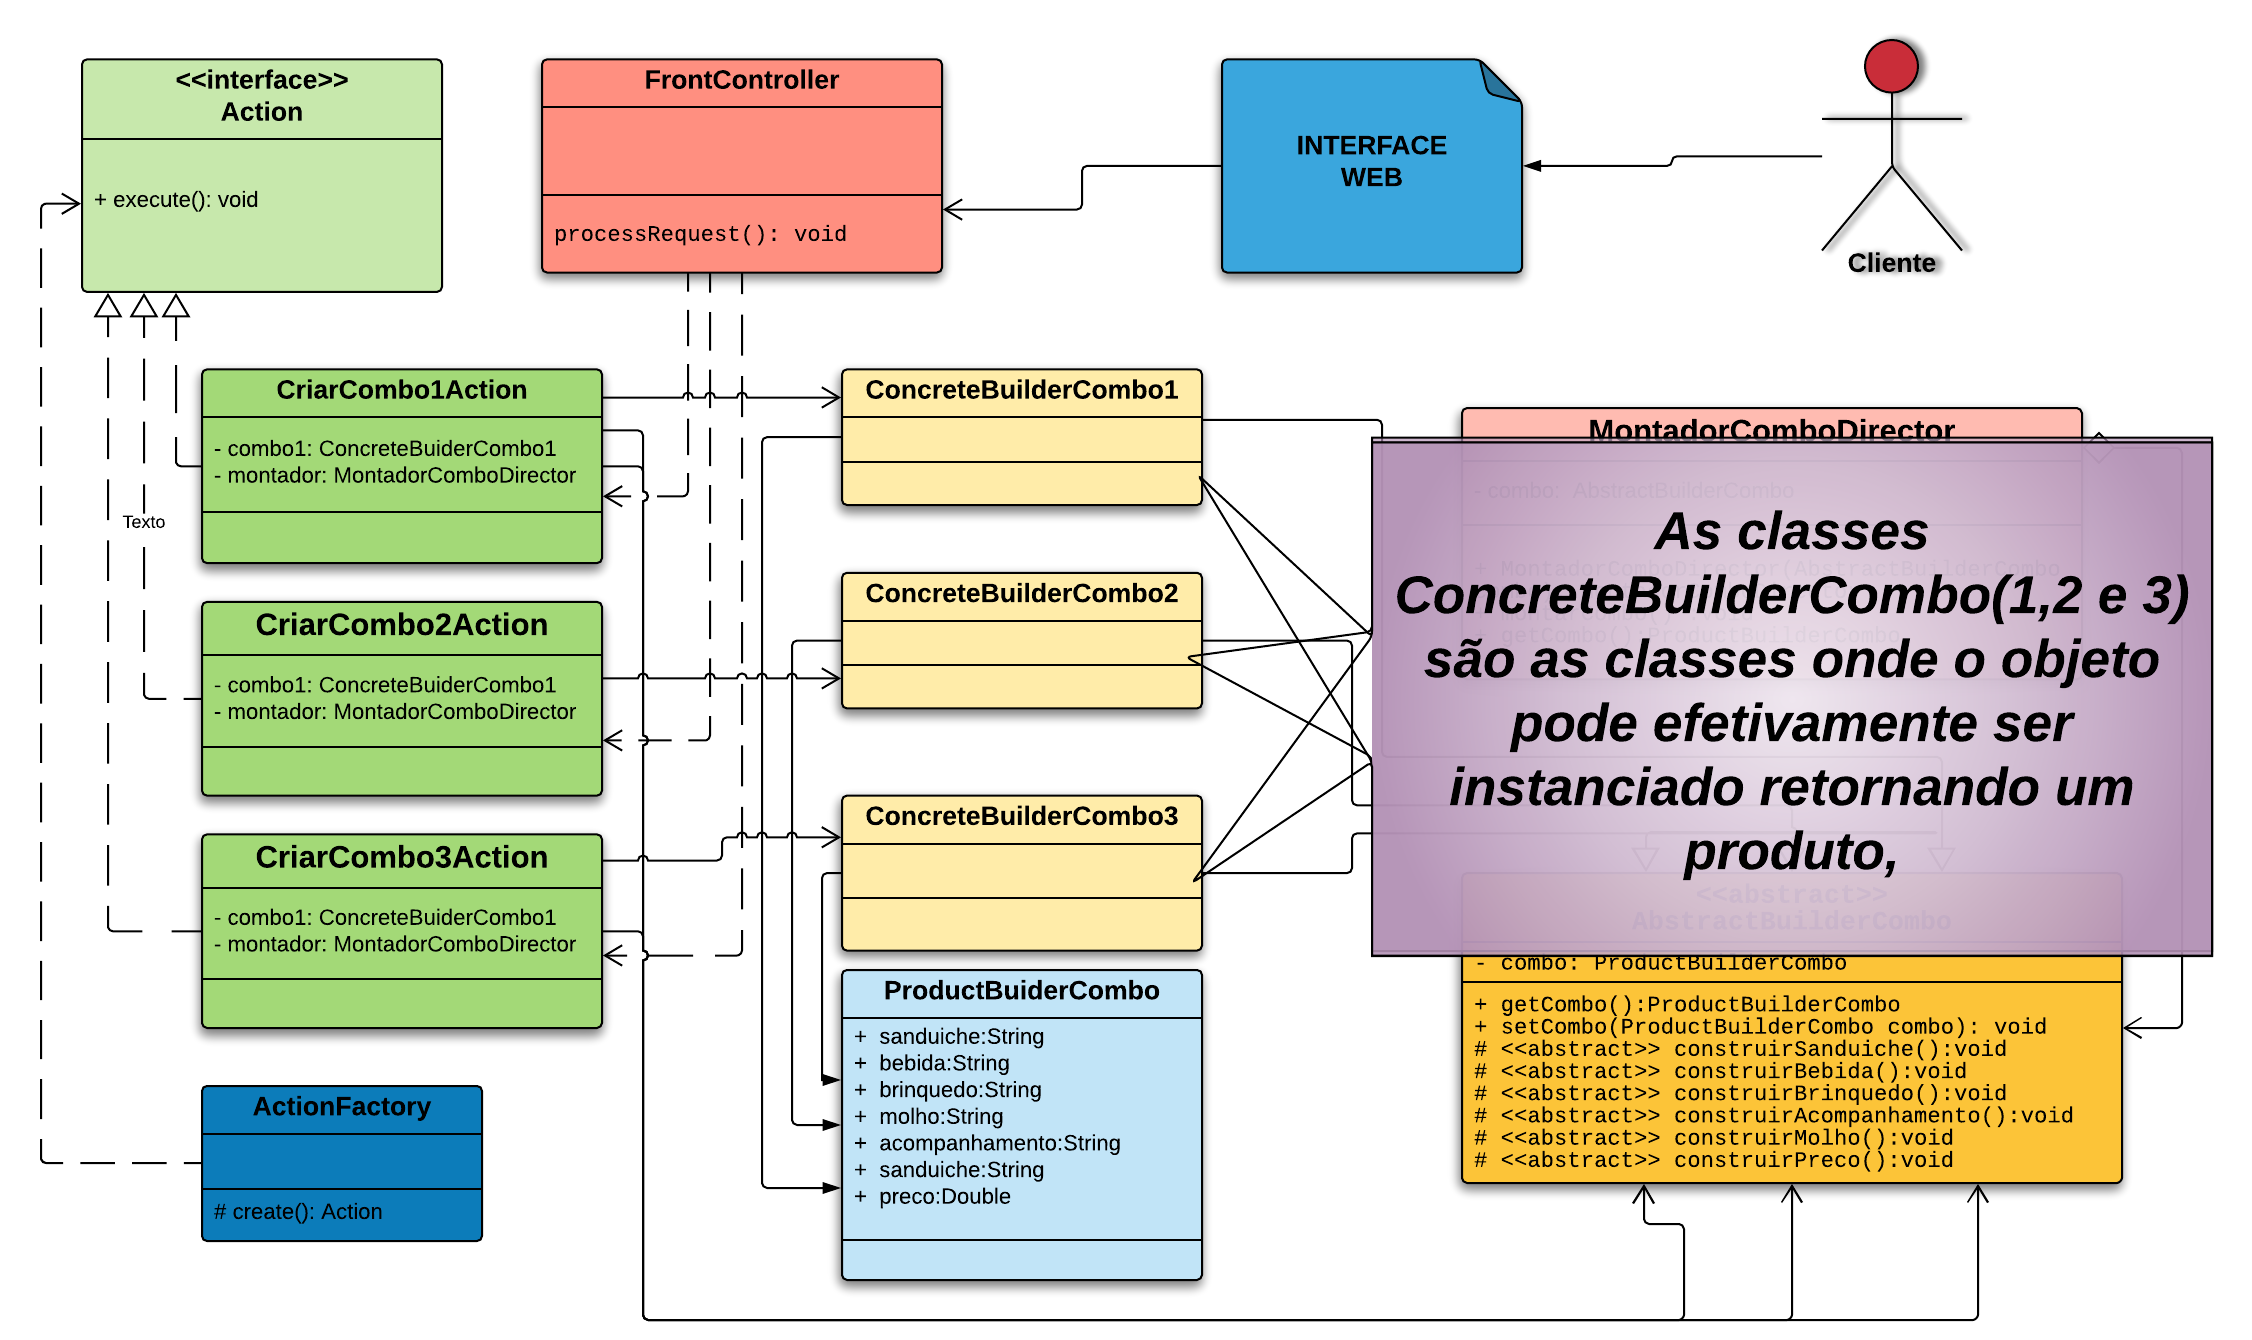 <<interface>>
Action
+ execute(): void
FrontController
processRequest(): void
INTERFACE
WEB
Cliente
CriarCombo1Action
- combo1: ConcreteBuiderCombo1
- montador: MontadorComboDirector
Texto
CriarCombo2Action
- combo1: ConcreteBuiderCombo1
- montador: MontadorComboDirector
CriarCombo3Action
- combo1: ConcreteBuiderCombo1
- montador: MontadorComboDirector
ActionFactory
# create(): Action
ConcreteBuilderCombo1
ConcreteBuilderCombo2
ConcreteBuilderCombo3
ProductBuiderCombo
+ sanduiche:String
+ bebida:String
+ brinquedo:String
+ molho:String
+ acompanhamento:String
+ sanduiche:String
+ preco:Double
MontadorComboDirector
- combo: AbstractBuilderCombo
+ MontadorComboDirector(AbstractBuilderCombo
getCombo() ProductBuilderCombo
As classes
ConcreteBuilderCombo(1,2 e 3)
são as classes onde o objeto
pode efetivamente ser
instanciado retornando um
produto,
<<abstract>>
AbstractBuilderCombo
- combo: ProductBuilderCombo
+ getCombo():ProductBuilderCombo
+ setCombo(ProductBuilderCombo combo): void
# <<abstract>> construirSanduiche():void
# <<abstract>> construirBebida():void
# <<abstract>> construirBrinquedo():void
# <<abstract>> construirAcompanhamento():void
# <<abstract>> construirMolho():void
# <<abstract>> construirPreco():void